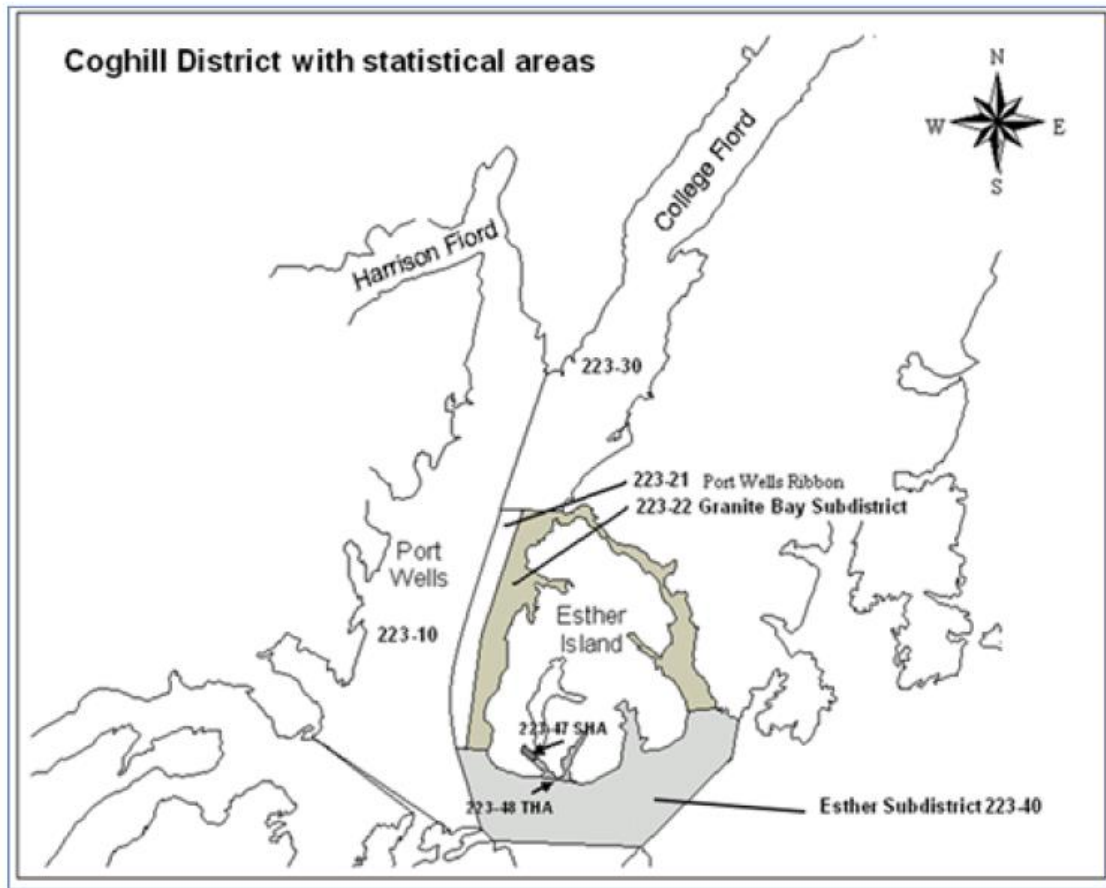 Coghill District with statistical areas
N
W
E
S
College Fiord
Harrison Fiord
223-30
223-21 Port Wells Ribbon
223-22 Granite Bay Subdistrict
Port
Wells
Esther
Island
223-10
223-47 SHA
223-48 THA
Esther Subdistrict 223-40